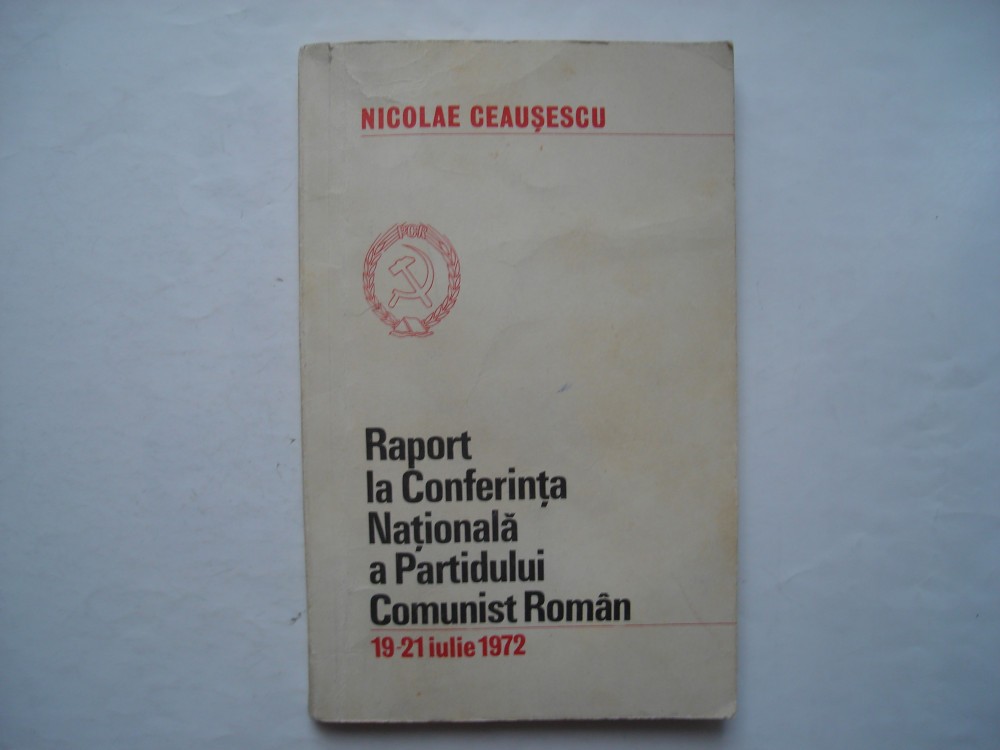 NICOLAE CEAUȘESCU
PCR
Raport
la Conferința
Națională
a Partidului
Comunist Român
19-21 iulie 1972